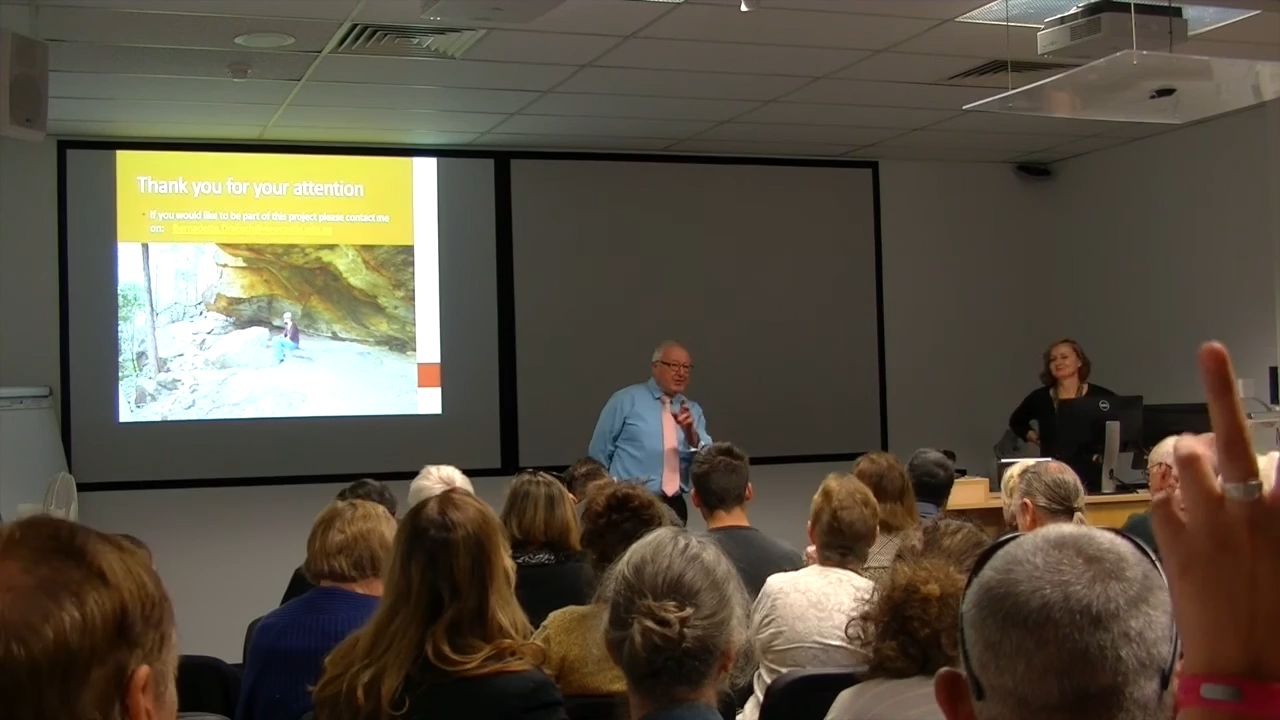 Thank you for your attention
If you would like to be part of this project please contact me
on:
DELL